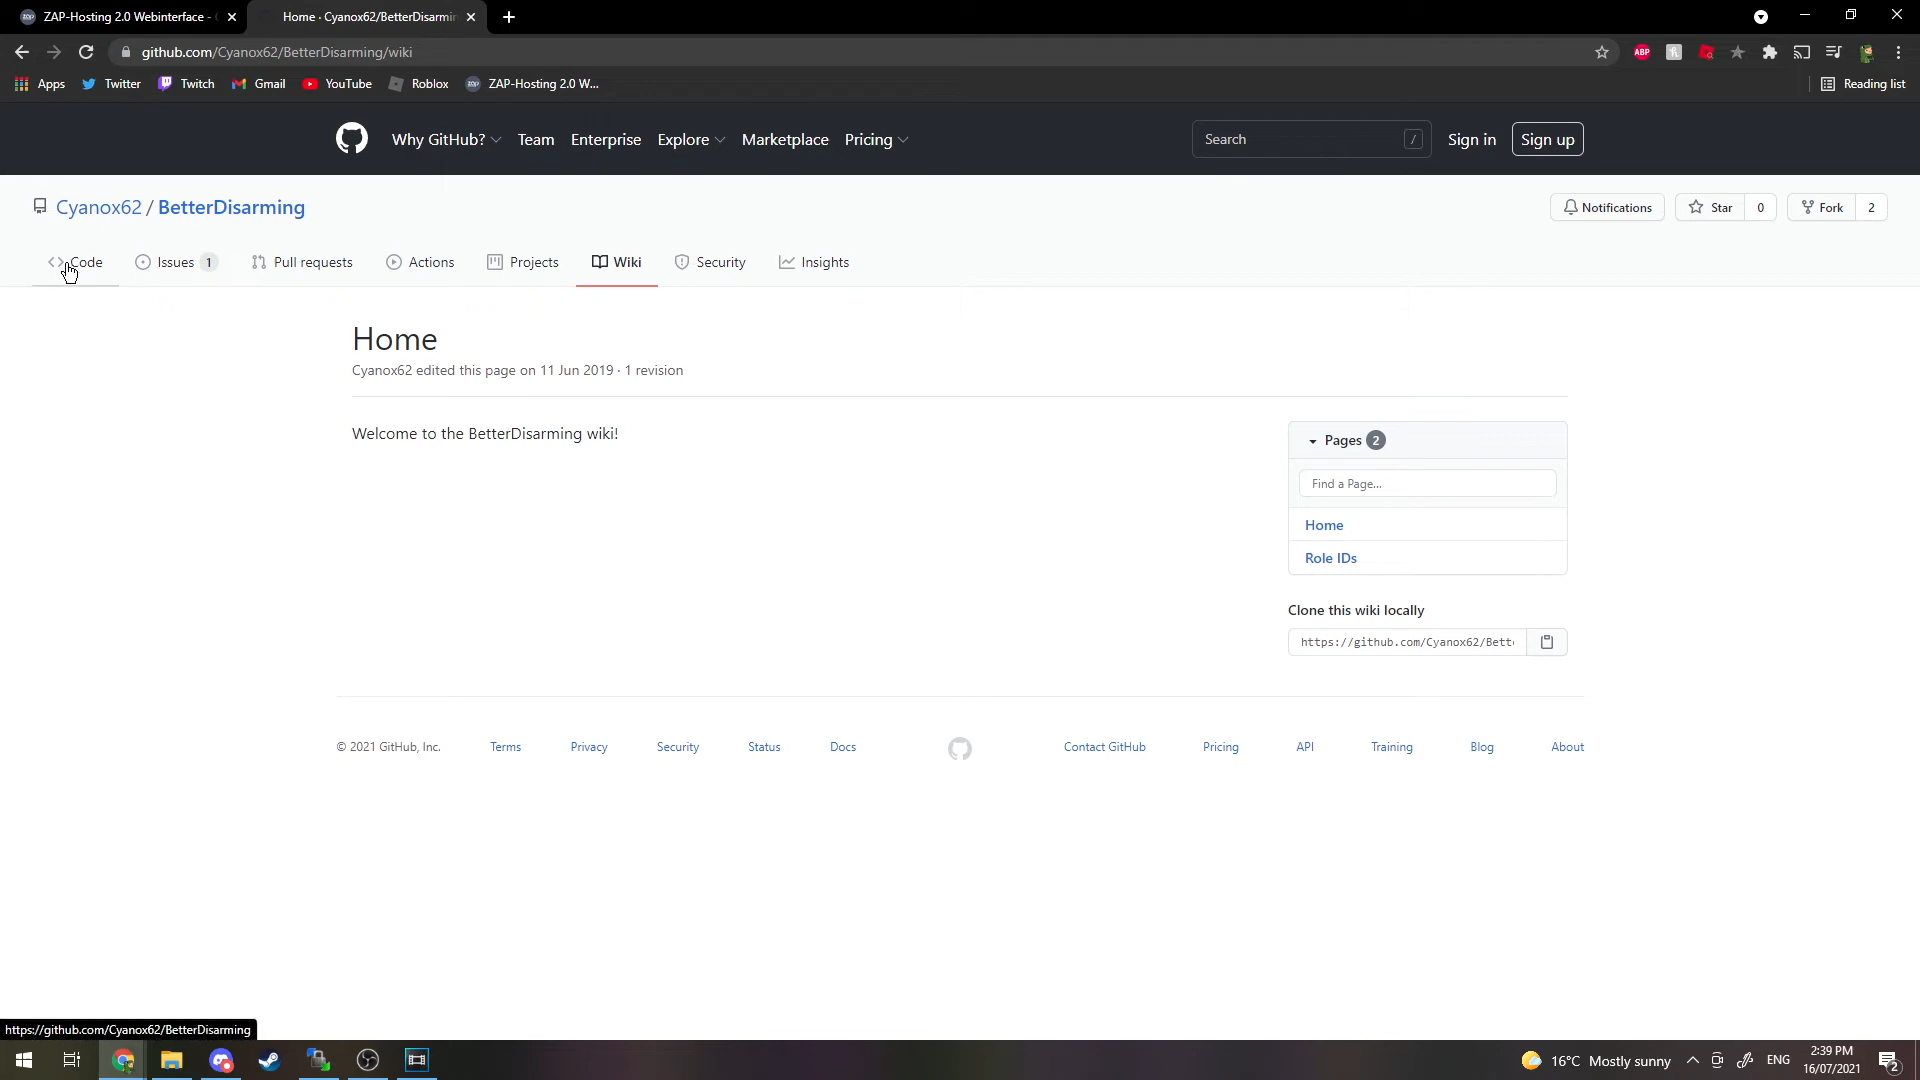 ZAP-Hosting 2.0 Webinterface -
Home · Cyanox62/BetterDisarmin
github.com/Cyanox62/BetterDisarming/wiki
ABP
Apps Twitter Twitch Gmail YouTube Roblox ZAP-Hosting 2.0 W... Reading list
Why GitHub? Team Enterprise Explore Marketplace Pricing Search / Sign in Sign up
Cyanox62 / BetterDisarming Notifications Star 0 Fork 2
Code Issues 1 Pull requests Actions Projects Wiki Security Insights
Home
Cyanox62 edited this page on 11 Jun 2019 · 1 revision
Welcome to the BetterDisarming wiki!
Pages 2
Find a Page...
Home
Role IDs
Clone this wiki locally
https://github.com/Cyanox62/Bett
© 2021 GitHub, Inc. Terms Privacy Security Status Docs Contact GitHub Pricing API Training Blog About
https://github.com/Cyanox62/BetterDisarming
16°C Mostly sunny ENG 2:39 PM
16/07/2021
2